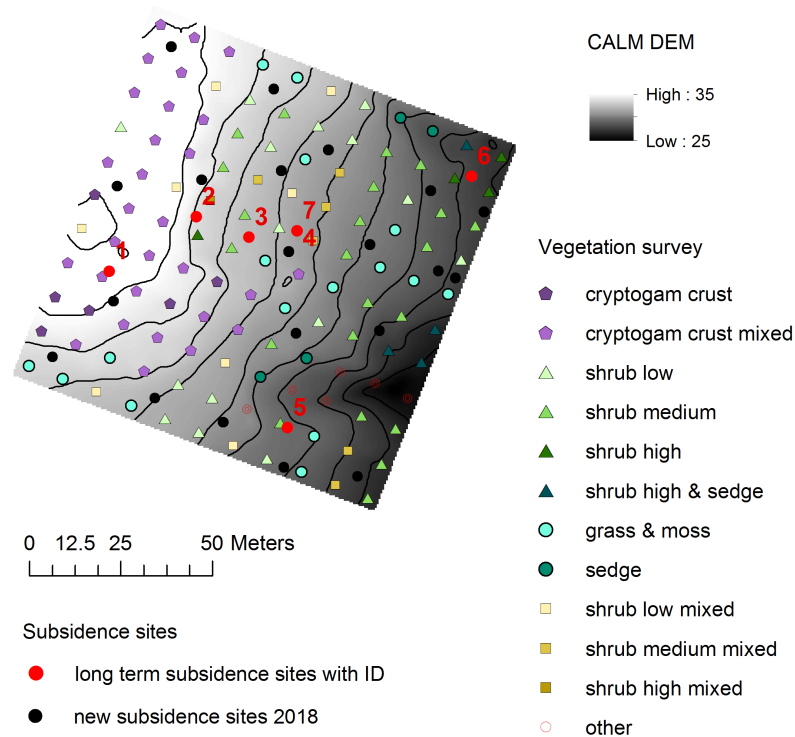 CALM DEM
High : 35
Low : 25
6
2
3
7
4
1
5
Vegetation survey
cryptogam crust
cryptogam crust mixed
shrub low
shrub medium
shrub high
shrub high & sedge
grass & moss
sedge
shrub low mixed
shrub medium mixed
shrub high mixed
other
0 12.5 25 50 Meters
Subsidence sites
long term subsidence sites with ID
new subsidence sites 2018